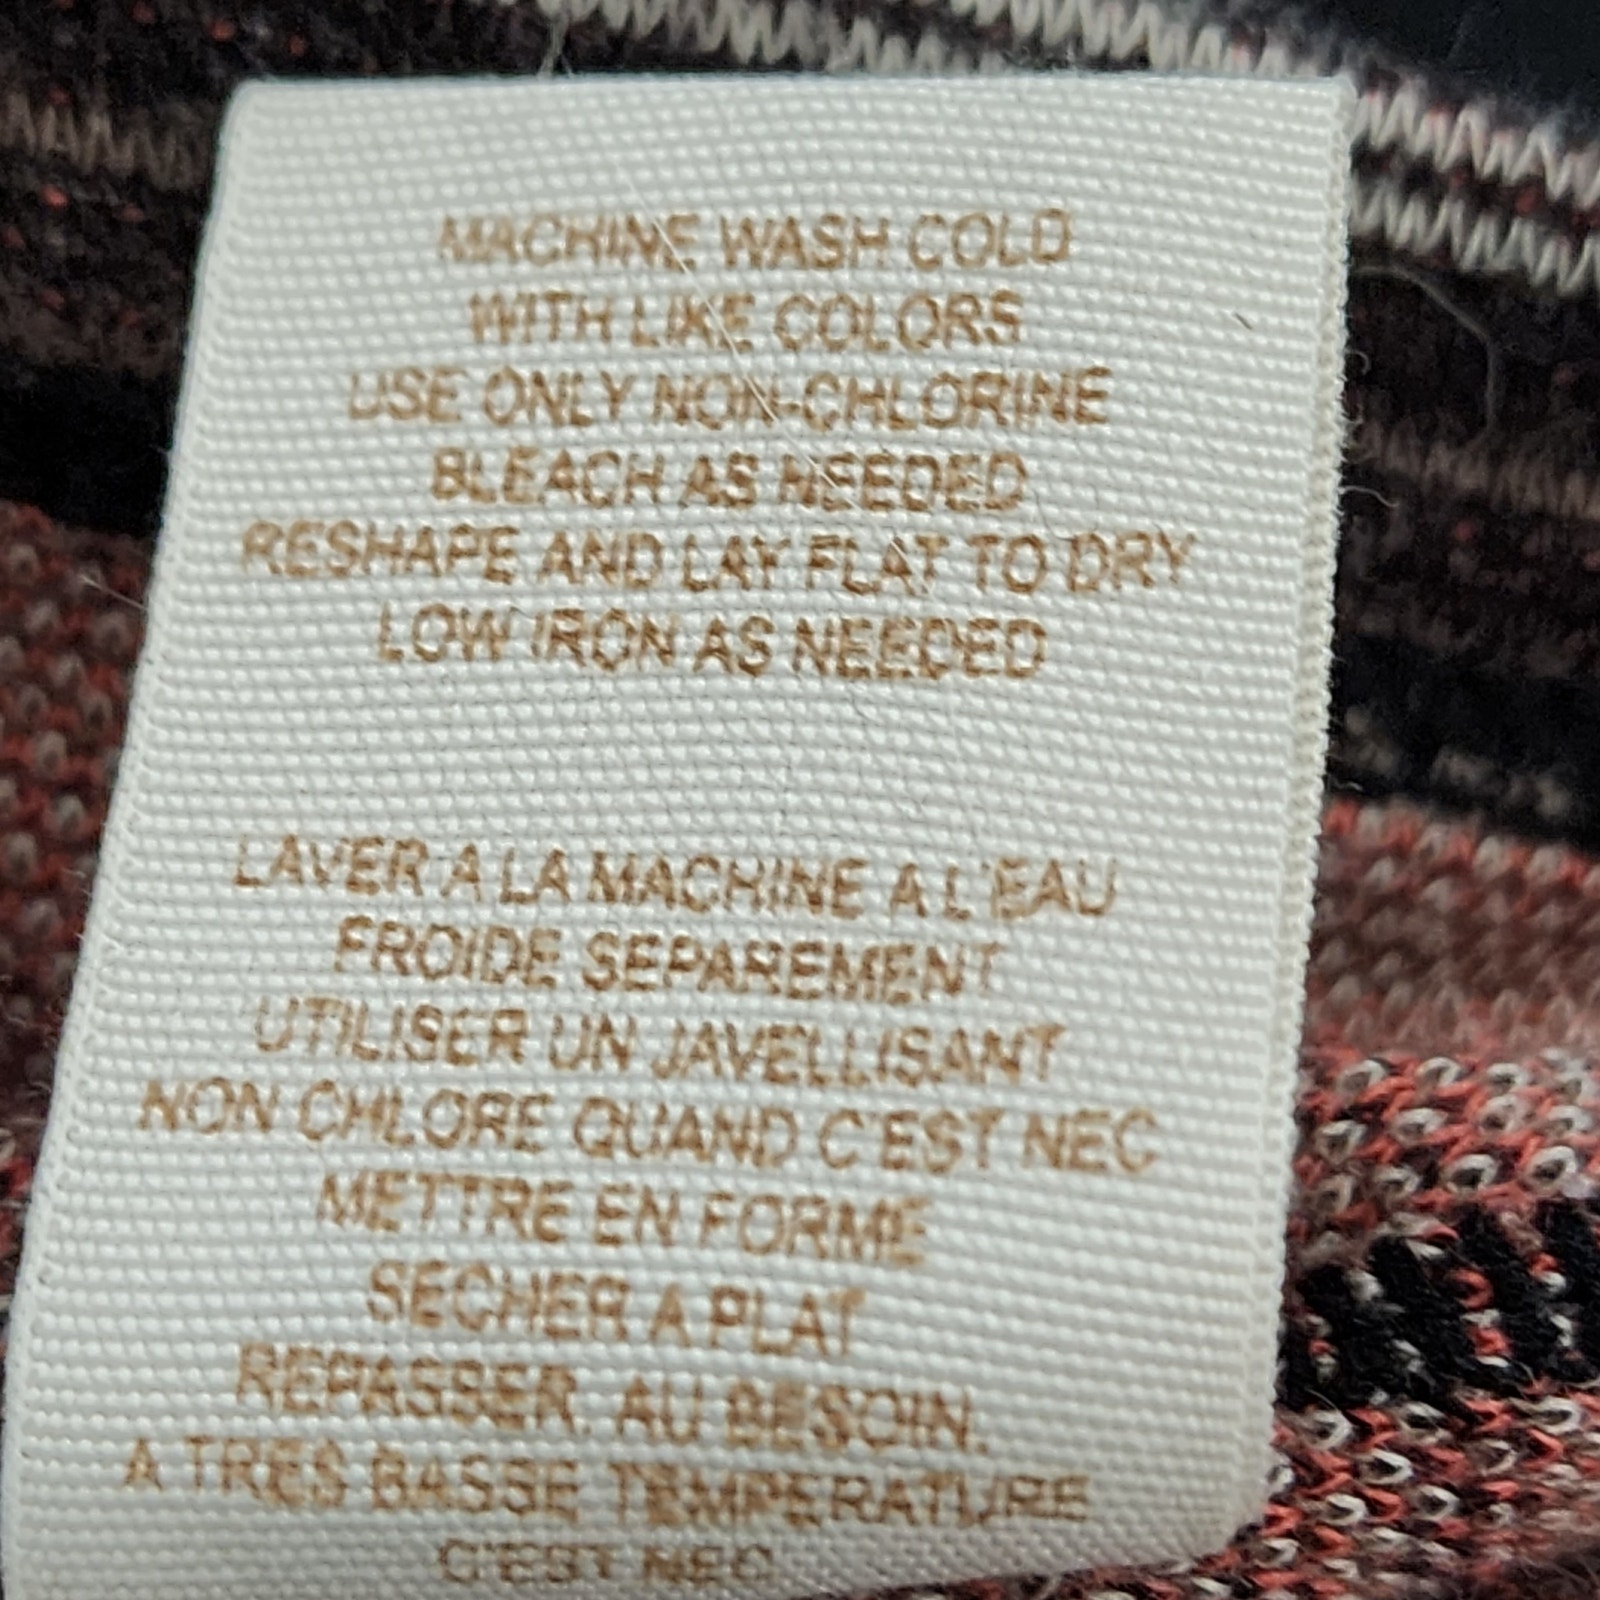 MACHINE WASH COLD
WITH LIKE COLORS
USE ONLY NON-CHLORINE
BLEACH AS NEEDED
RESHAPE AND LAY FLAT TO DRY
LOW IRON AS NEEDED
LAVER A LA MACHINE A L'EAU
FROIDE SEPAREMENT
UTILISER UN JAVELLISANT
NON CHLORE QUAND C'EST NEC
METTRE EN FORME
SECHER A PLAT
REPASSER. AU BESOIN.
A TRES BASSE TEMPERATURE
C'EST NEC